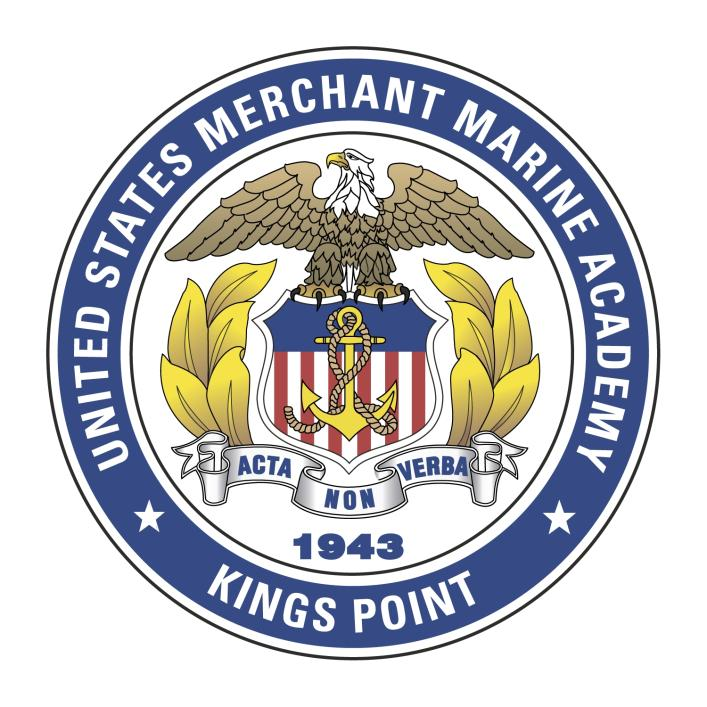 UNITED STATES MERCHANT MARINE ACADEMY
ACTA NON VERBA
1943
KINGS POINT